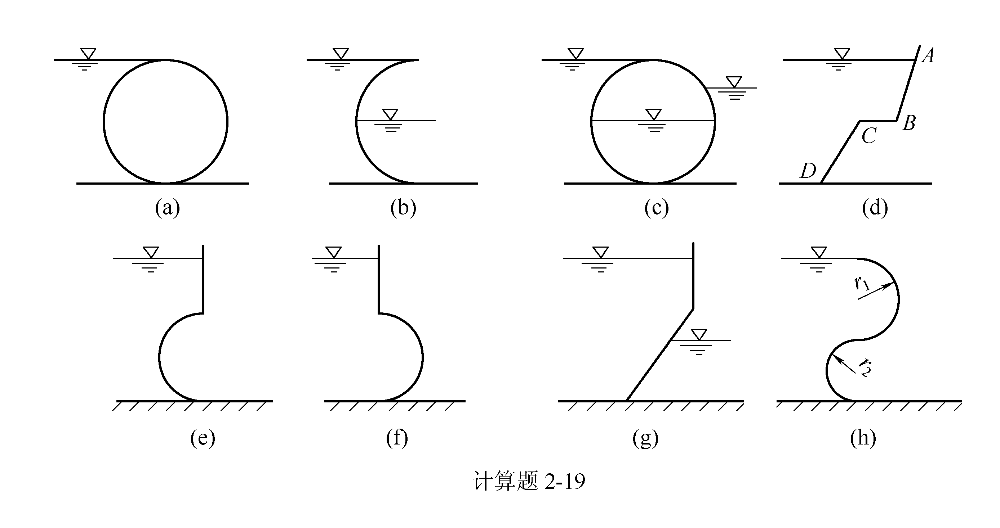 A
B
C
D
(a) (b) (c) (d)
r1
r2
(e) (f) (g) (h)
计算题 2-19